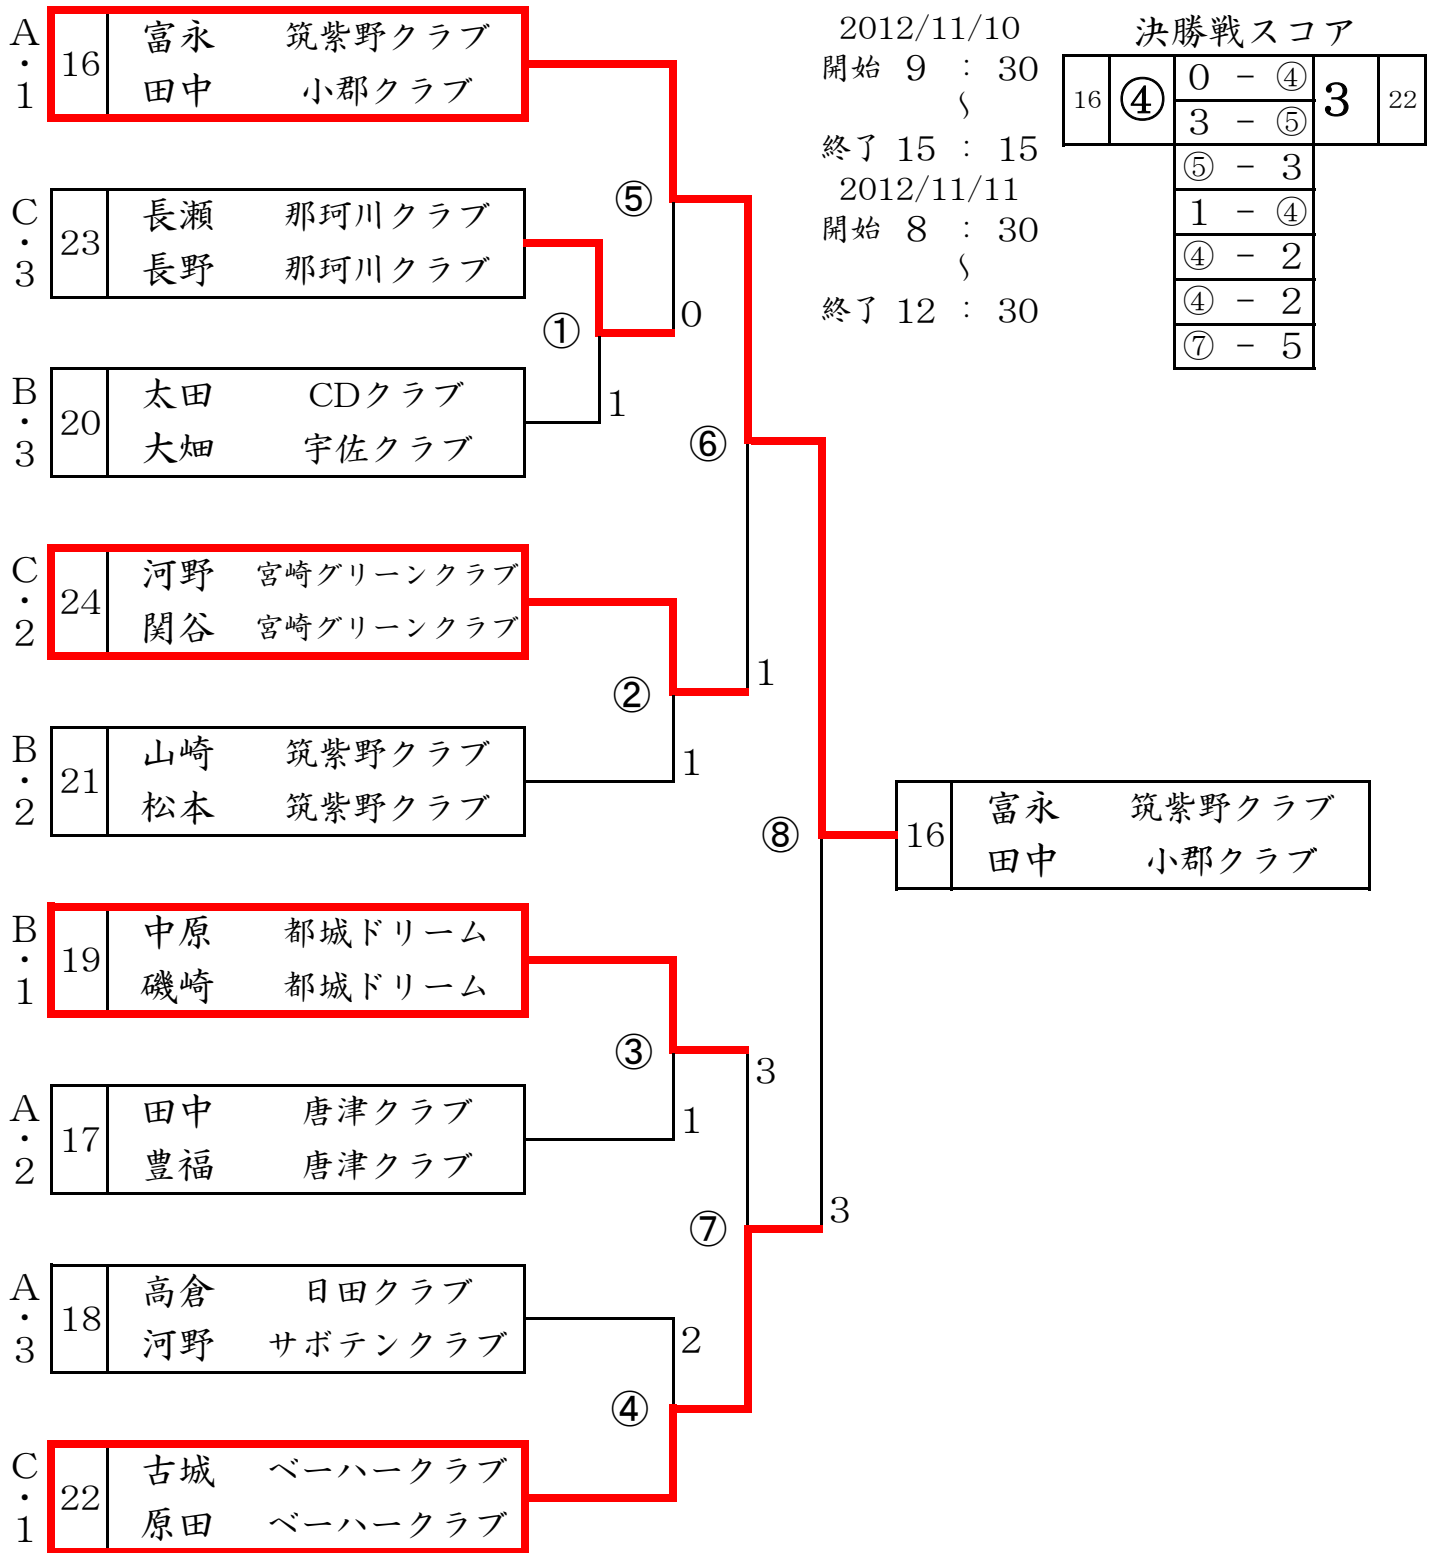 A・1
16
富永 筑紫野クラブ
田中 小郡クラブ
C・3
23
長瀬 那珂川クラブ
長野 那珂川クラブ
B・3
20
太田 CDクラブ
大畑 宇佐クラブ
C・2
24
河野 宮崎グリーンクラブ
関谷 宮崎グリーンクラブ
B・2
21
山崎 筑紫野クラブ
松本 筑紫野クラブ
B・1
19
中原 都城ドリーム
磯崎 都城ドリーム
A・2
17
田中 唐津クラブ
豊福 唐津クラブ
A・3
18
高倉 日田クラブ
河野 サボテンクラブ
C・1
22
古城 ベーハークラブ
原田 ベーハークラブ
①
1
⑤
0
②
1
⑥
1
③
1
④
2
⑦
3
⑧
3
16
富永 筑紫野クラブ
田中 小郡クラブ
2012/11/10
開始 9 : 30
～
終了 15 : 15
2012/11/11
開始 8 : 30
～
終了 12 : 30
決勝戦スコア
16 ④ 3 22
0 - ④
3 - ⑤
⑤ - 3
1 - ④
④ - 2
④ - 2
⑦ - 5